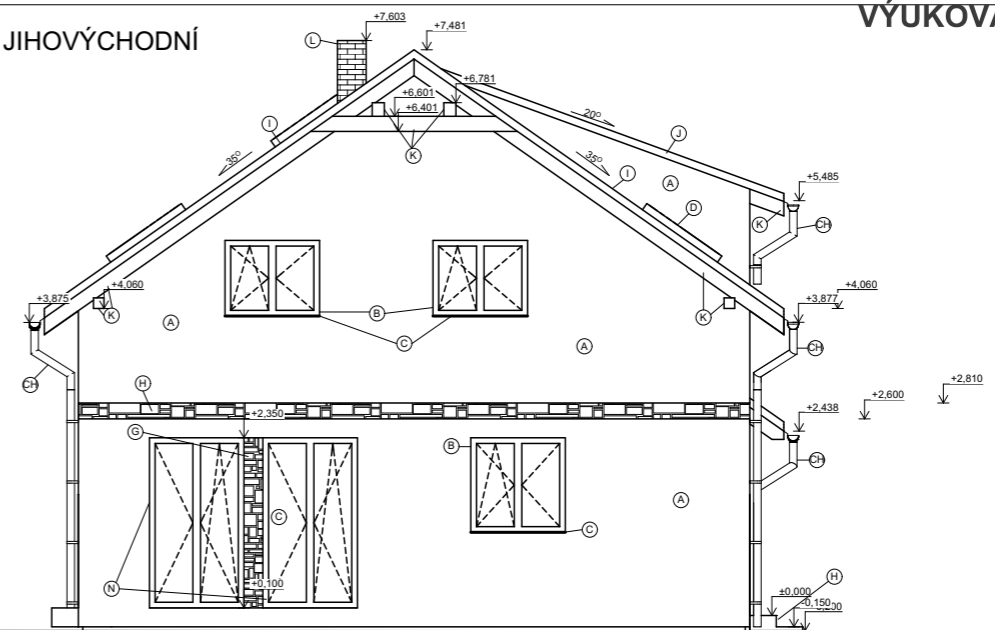 VÝUKOVÁ
JIHOVÝCHODNÍ
+7,603
L
+7,481
+6,781
+6,601
+6,401
20°
I
J
K
35°
35°
I
A
+5,485
D
K
CH
+4,060
+4,060
+3,875
+3,877
K
K
B
A
C
A
CH
CH
H
+2,810
+2,600
+2,350
+2,438
G
B
CH
A
C
C
+0,100
N
H
±0,000
-0,150